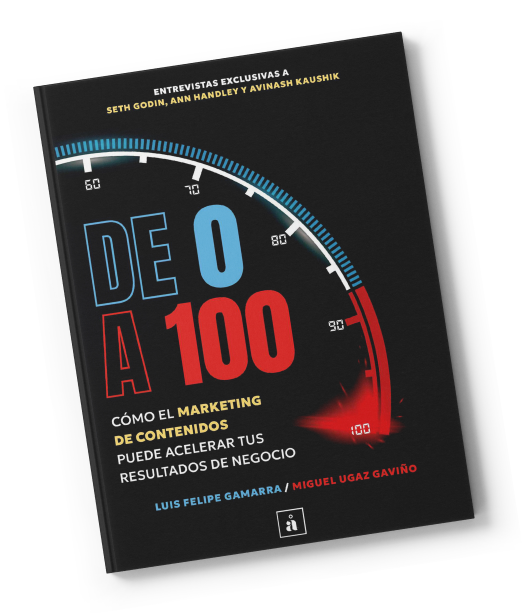 ENTREVISTAS EXCLUSIVAS A
SETH GODIN, ANN HANDLEY Y AVINASH KAUSHIK
60
70
80
90
100
DE 0
A 100
CÓMO EL MARKETING
DE CONTENIDOS
PUEDE ACELERAR TUS
RESULTADOS DE NEGOCIO
LUIS FELIPE GAMARRA / MIGUEL UGAZ GAVIÑO
å